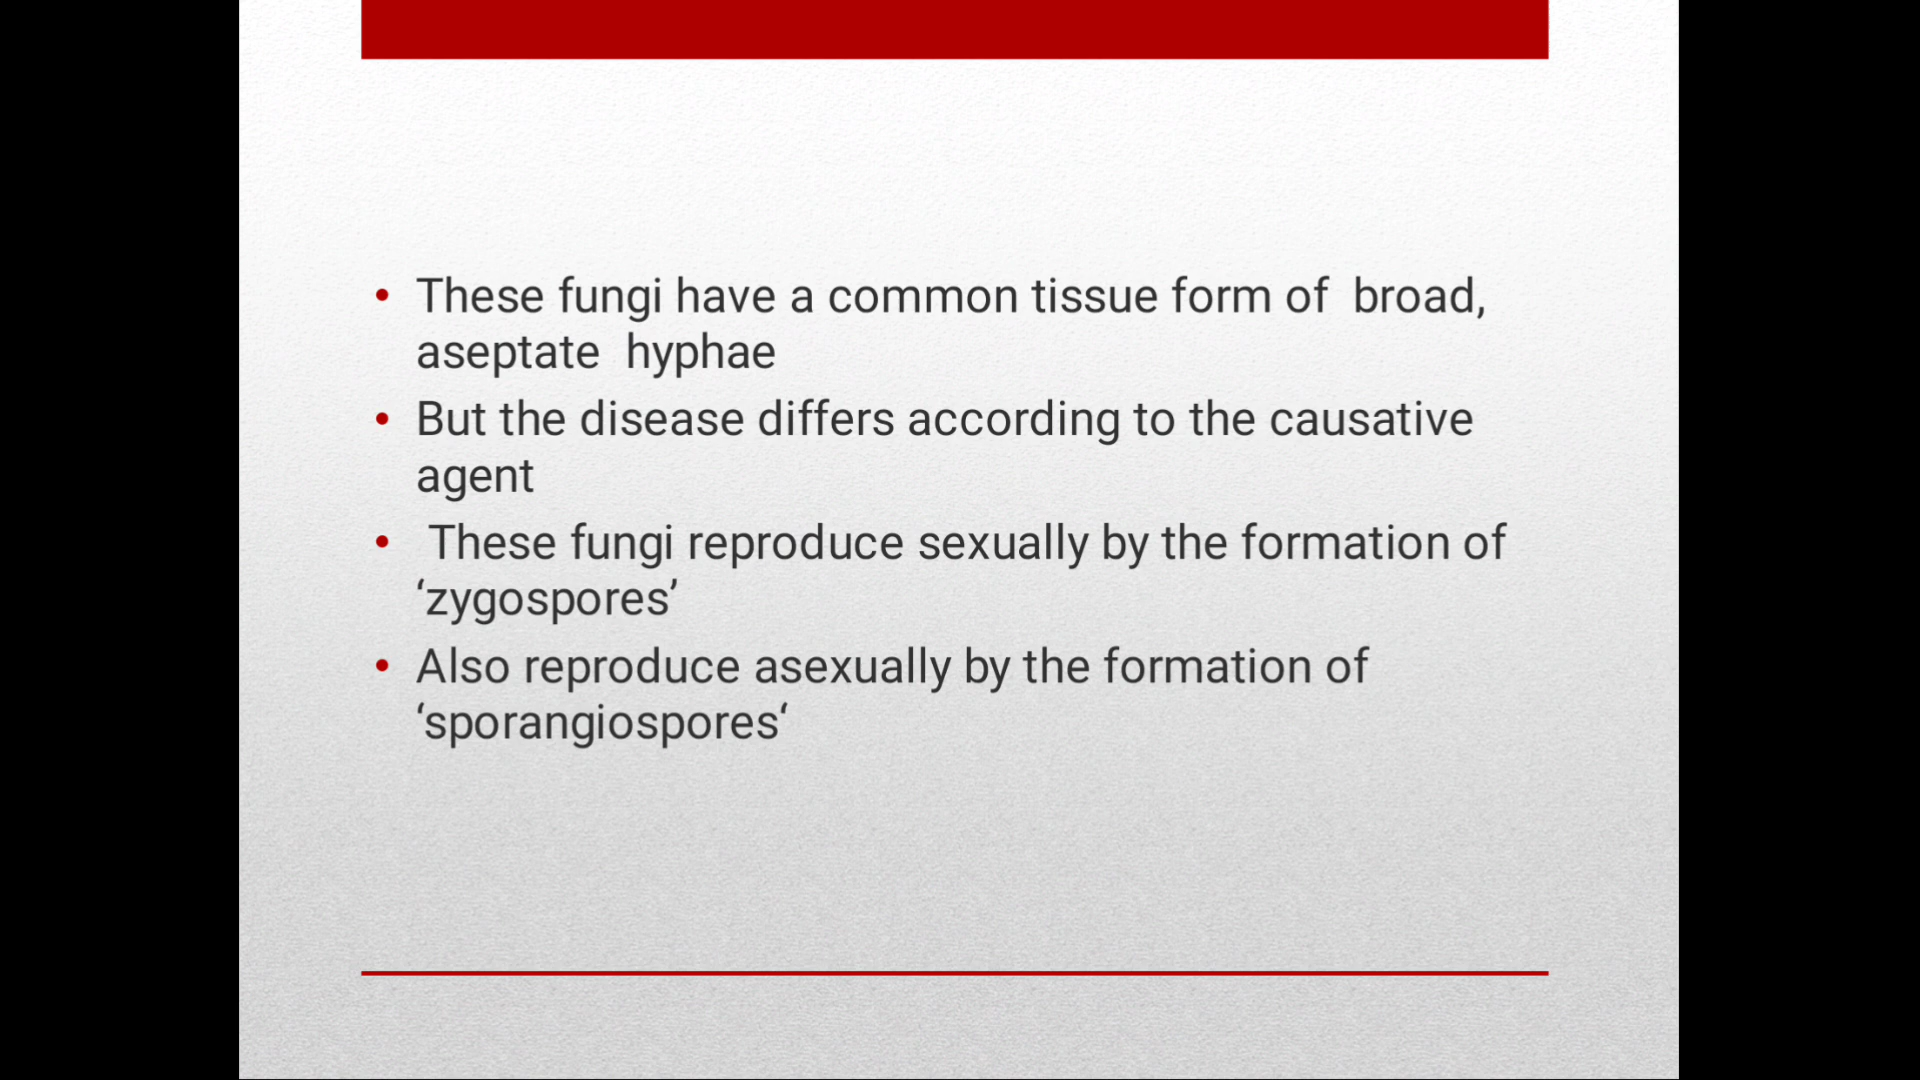 • These fungi have a common tissue form of  broad,
aseptate  hyphae
• But the disease differs according to the causative
agent
•  These fungi reproduce sexually by the formation of
‘zygospores’
• Also reproduce asexually by the formation of
‘sporangiospores‘